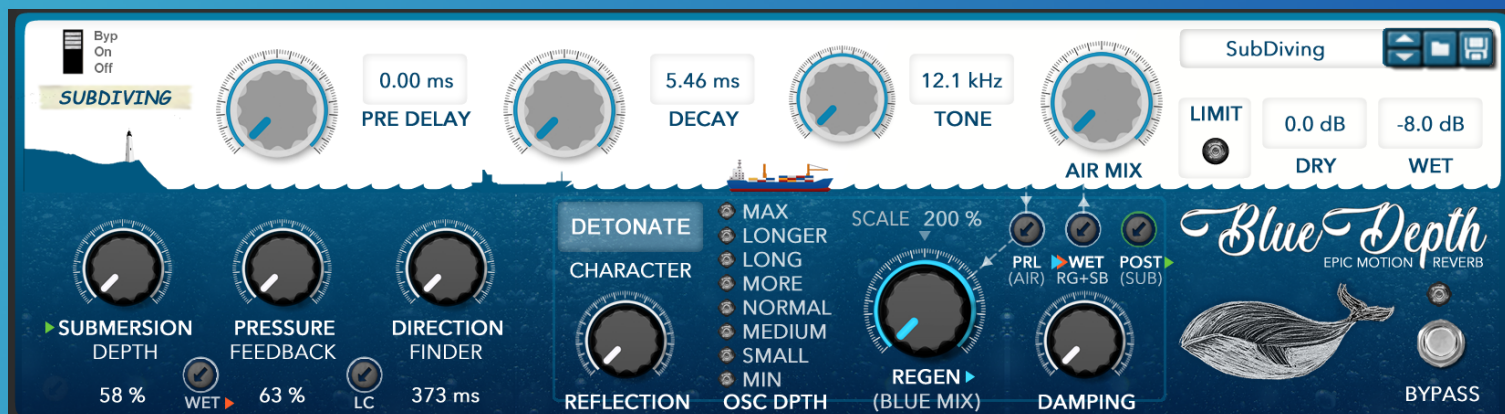 Byp
On
Off
SUBDIVING
0.00 ms
PRE DELAY
5.46 ms
DECAY
12.1 kHz
TONE
AIR MIX
SubDiving
LIMIT
0.0 dB
DRY
-8.0 dB
WET
SUBMERSION
DEPTH
58 %
WET
PRESSURE
FEEDBACK
63 %
LC
DIRECTION
FINDER
373 ms
DETONATE
CHARACTER
REFLECTION
MAX
LONGER
LONG
MORE
NORMAL
MEDIUM
SMALL
MIN
OSC DPTH
SCALE 200 %
REGEN
(BLUE MIX)
PRL
(AIR)
WET
RG+SB
POST
(SUB)
DAMPING
Blue Depth
EPIC MOTION REVERB
BYPASS